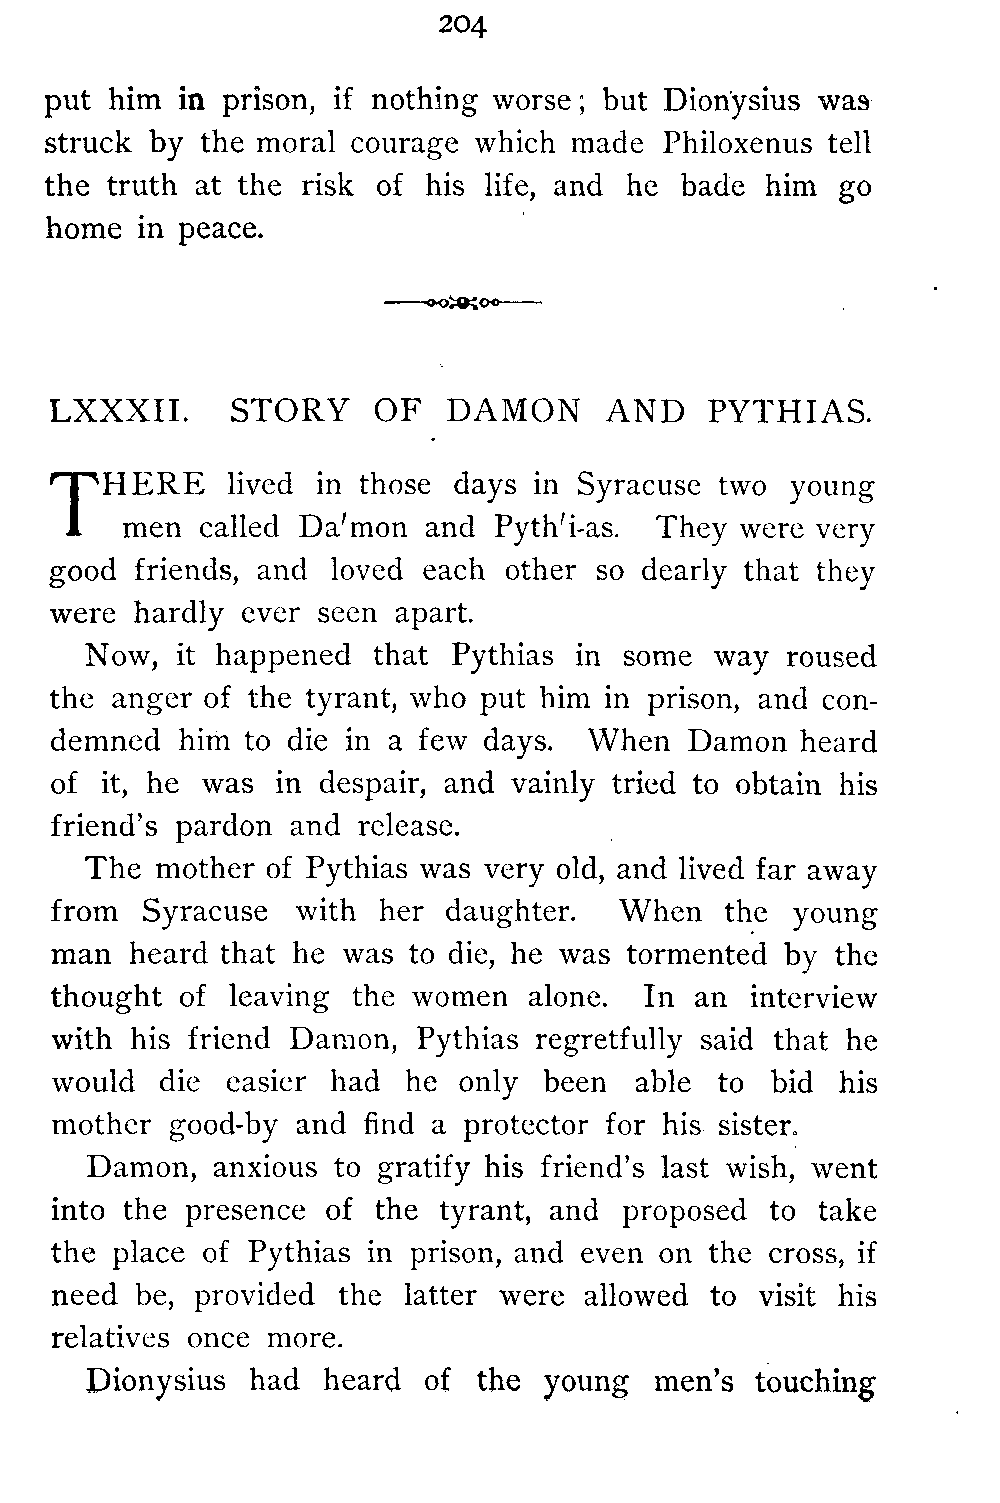 204
put him in prison, if nothing worse; but Dionysius was
struck by the moral courage which made Philoxenus tell
the truth at the risk of his life, and he bade him go
home in peace.
LXXXII. STORY OF DAMON AND PYTHIAS.
THERE lived in those days in Syracuse two young
men called Da'mon and Pyth'i-as. They were very
good friends, and loved each other so dearly that they
were hardly ever seen apart.
Now, it happened that Pythias in some way roused
the anger of the tyrant, who put him in prison, and con-
demned him to die in a few days. When Damon heard
of it, he was in despair, and vainly tried to obtain his
friend's pardon and release.
The mother of Pythias was very old, and lived far away
from Syracuse with her daughter. When the young
man heard that he was to die, he was tormented by the
thought of leaving the women alone. In an interview
with his friend Damon, Pythias regretfully said that he
would die easier had he only been able to bid his
mother good-by and find a protector for his sister.
Damon, anxious to gratify his friend's last wish, went
into the presence of the tyrant, and proposed to take
the place of Pythias in prison, and even on the cross, if
need be, provided the latter were allowed to visit his
relatives once more.
Dionysius had heard of the young men's touching